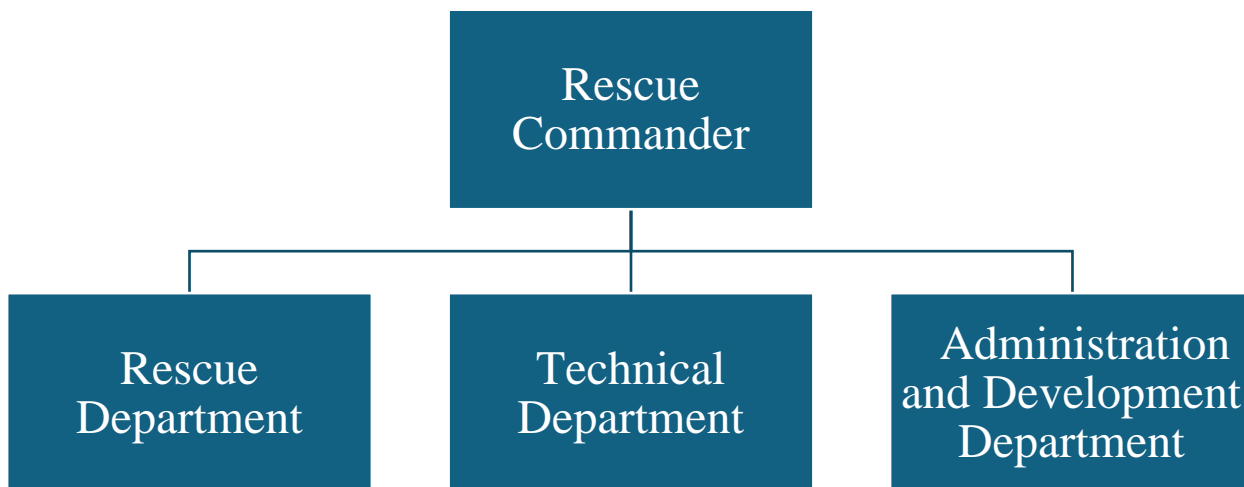 Rescue
Commander
Rescue
Department
Technical
Department
Administration
and Development
Department